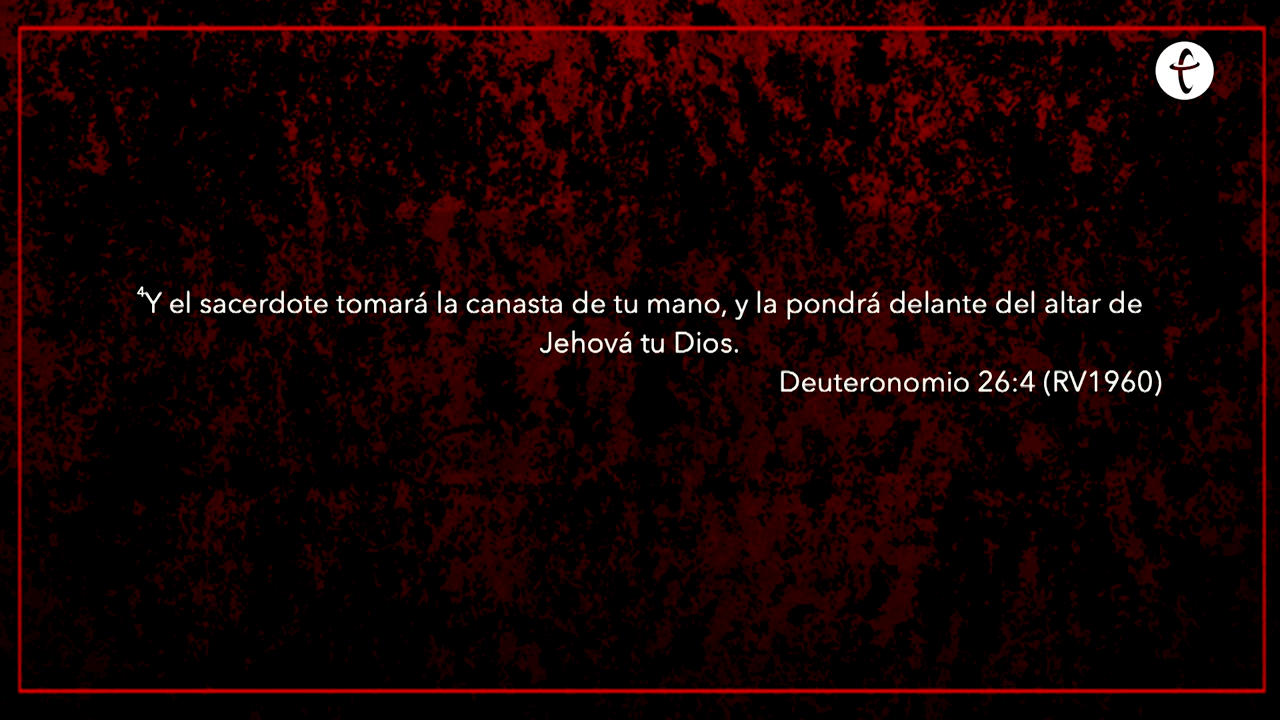 ⁴Y el sacerdote tomará la canasta de tu mano, y la pondrá delante del altar de
Jehová tu Dios.
Deuteronomio 26:4 (RV1960)